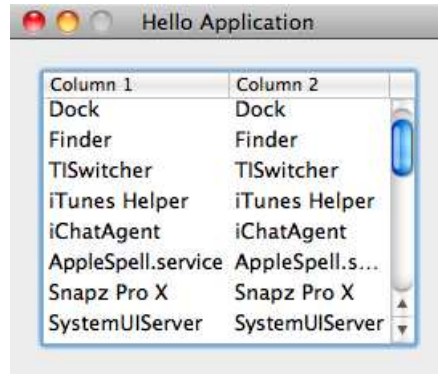 Hello Application
Column 1 Column 2
Dock Dock
Finder Finder
TISwitcher TISwitcher
iTunes Helper iTunes Helper
iChatAgent iChatAgent
AppleSpell.service AppleSpell.s...
Snapz Pro X Snapz Pro X
SystemUIServer SystemUIServer